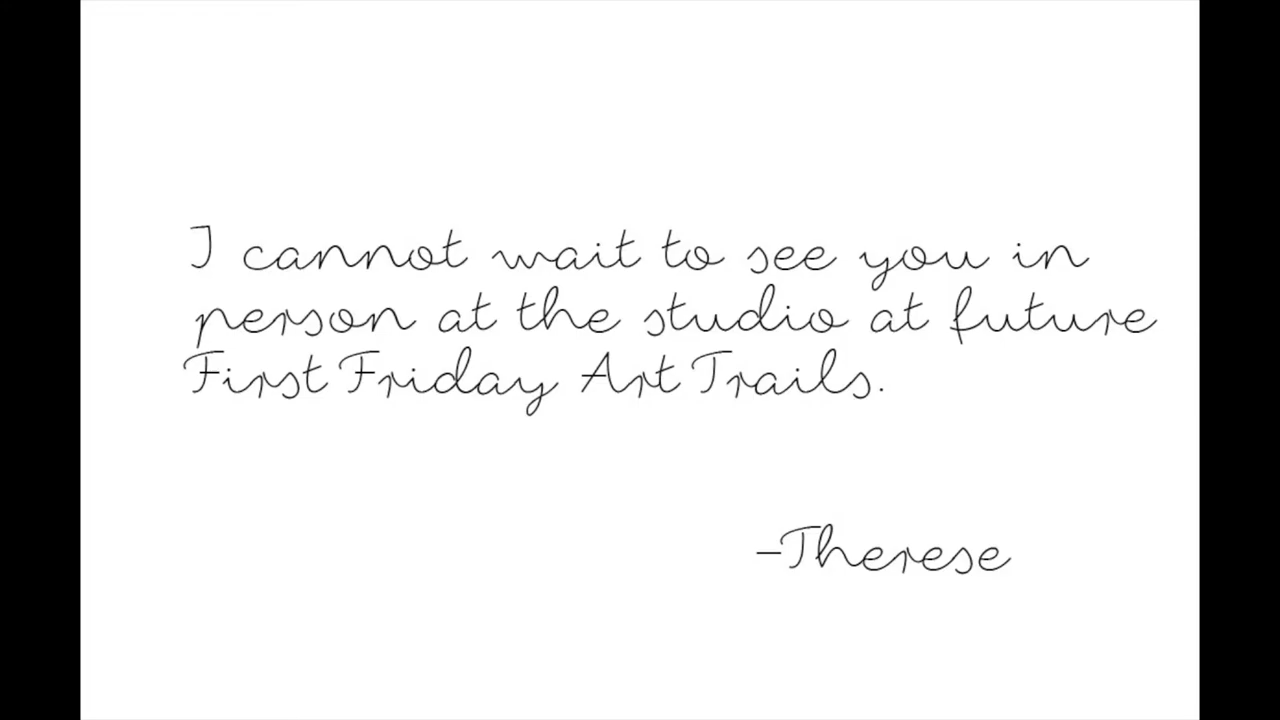 I cannot wait to see you in
person at the studio at future
First Friday Art Trails.
-Therese